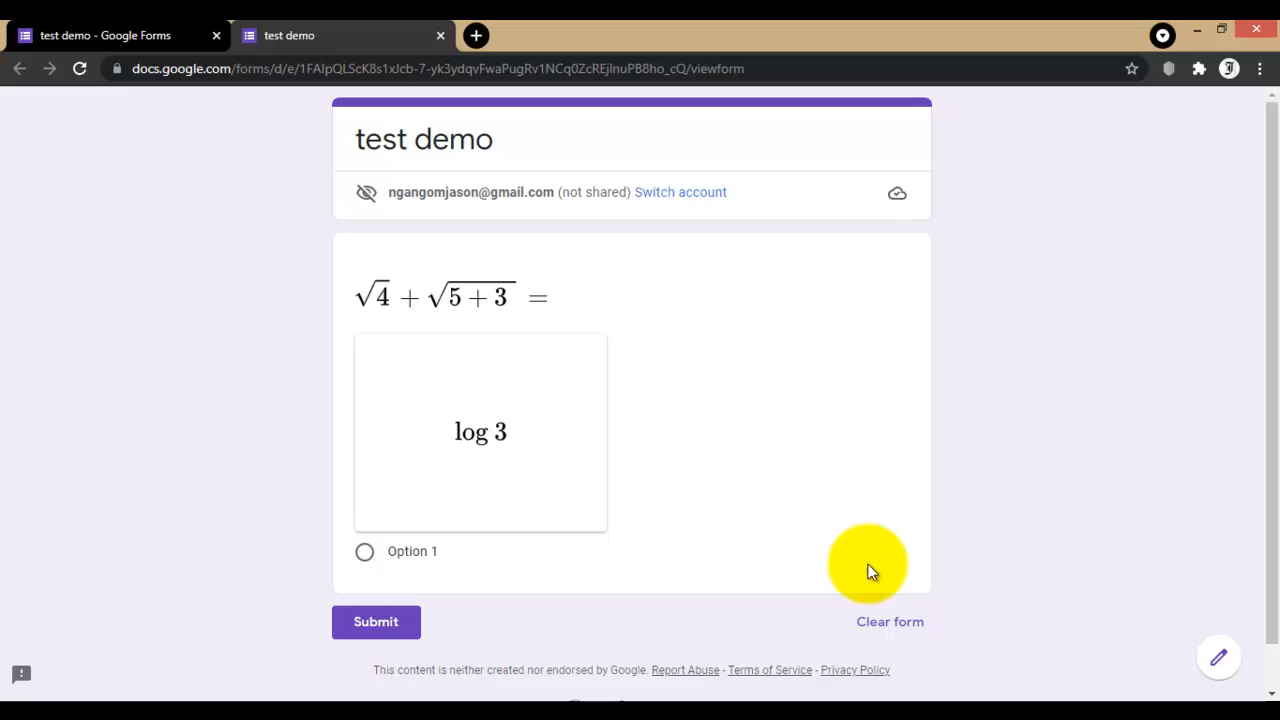 test demo - Google Forms
test demo
docs.google.com/forms/d/e/1FAIpQLScK8s1xJcb-7-yk3ydqvFwaPugRv1NCq0ZcREjlnuPB8ho_cQ/viewform
test demo
ngangomjason@gmail.com (not shared) Switch account
√4 + √(5 + 3) =
log 3
Option 1
Submit
Clear form
This content is neither created nor endorsed by Google. Report Abuse - Terms of Service - Privacy Policy